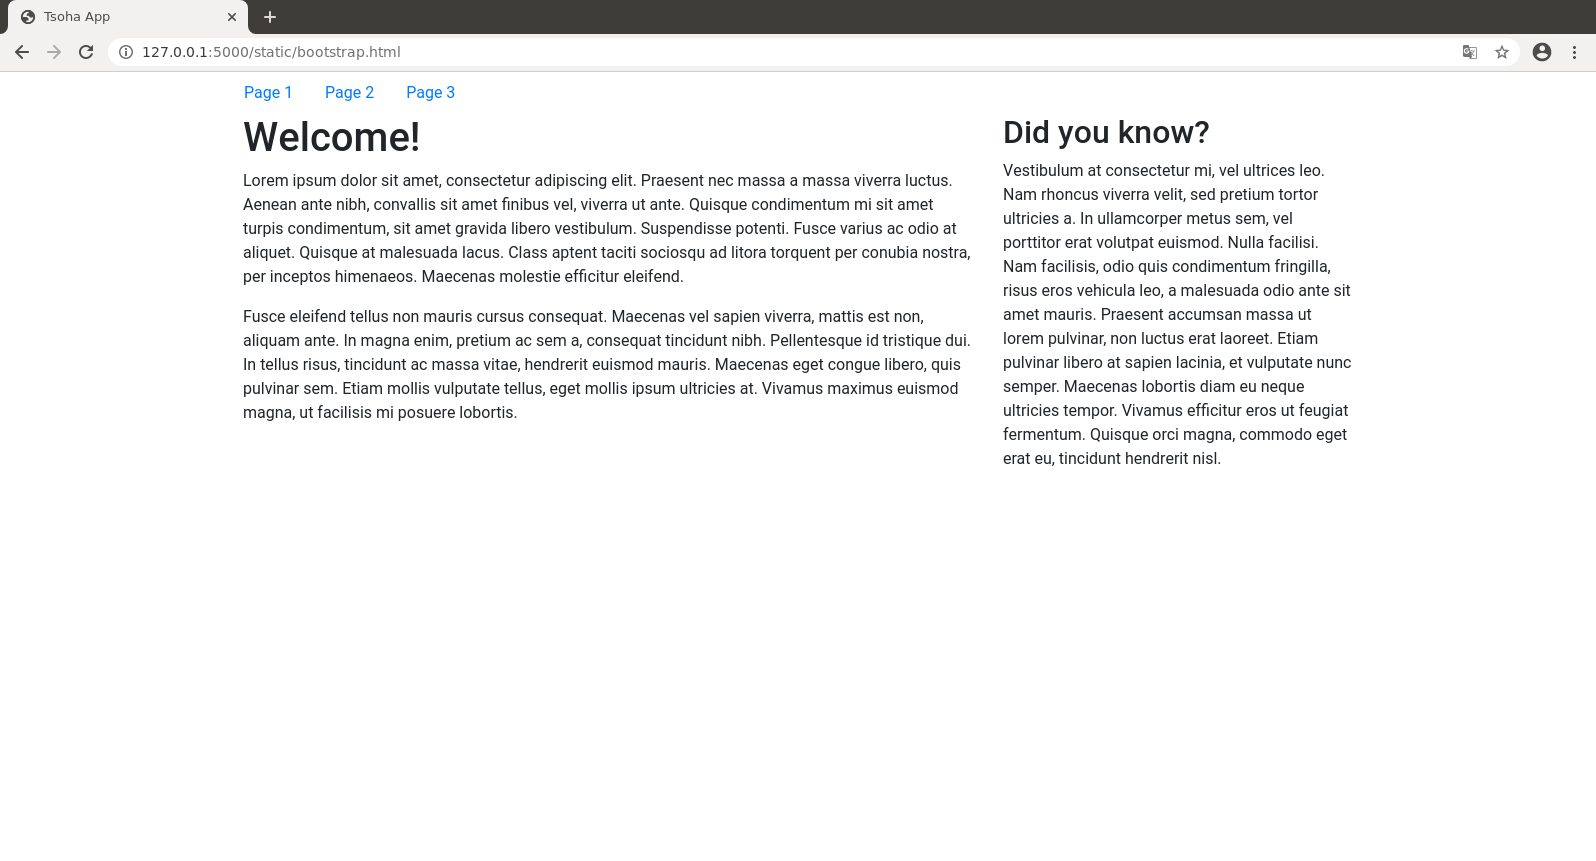 Tsoha App
127.0.0.1:5000/static/bootstrap.html
Page 1 Page 2 Page 3
Welcome!
Lorem ipsum dolor sit amet, consectetur adipiscing elit. Praesent nec massa a massa viverra luctus.
Aenean ante nibh, convallis sit amet finibus vel, viverra ut ante. Quisque condimentum mi sit amet
turpis condimentum, sit amet gravida libero vestibulum. Suspendisse potenti. Fusce varius ac odio at
aliquet. Quisque at malesuada lacus. Class aptent taciti sociosqu ad litora torquent per conubia nostra,
per inceptos himenaeos. Maecenas molestie efficitur eleifend.
Fusce eleifend tellus non mauris cursus consequat. Maecenas vel sapien viverra, mattis est non,
aliquam ante. In magna enim, pretium ac sem a, consequat tincidunt nibh. Pellentesque id tristique dui.
In tellus risus, tincidunt ac massa vitae, hendrerit euismod mauris. Maecenas eget congue libero, quis
pulvinar sem. Etiam mollis vulputate tellus, eget mollis ipsum ultricies at. Vivamus maximus euismod
magna, ut facilisis mi posuere lobortis.
Did you know?
Vestibulum at consectetur mi, vel ultrices leo.
Nam rhoncus viverra velit, sed pretium tortor
ultricies a. In ullamcorper metus sem, vel
porttitor erat volutpat euismod. Nulla facilisi.
Nam facilisis, odio quis condimentum fringilla,
risus eros vehicula leo, a malesuada odio ante sit
amet mauris. Praesent accumsan massa ut
lorem pulvinar, non luctus erat laoreet. Etiam
pulvinar libero at sapien lacinia, et vulputate nunc
semper. Maecenas lobortis diam eu neque
ultricies tempor. Vivamus efficitur eros ut feugiat
fermentum. Quisque orci magna, commodo eget
erat eu, tincidunt hendrerit nisl.